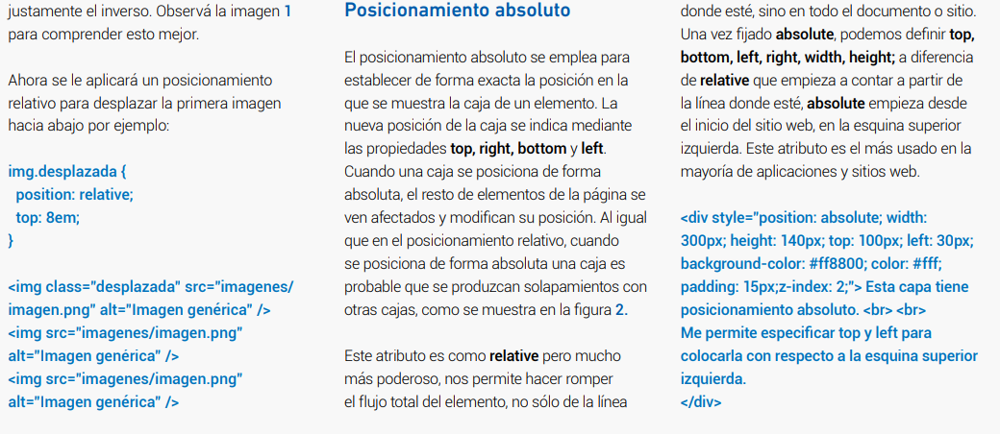 justamente el inverso. Observá la imagen 1
para comprender esto mejor.
Ahora se le aplicará un posicionamiento
relativo para desplazar la primera imagen
hacia abajo por ejemplo:
img.desplazada {
position: relative;
top: 8em;
}
<img class="desplazada" src="imagenes/
imagen.png" alt="Imagen genérica" />
<img src="imagenes/imagen.png"
alt="Imagen genérica" />
<img src="imagenes/imagen.png"
alt="Imagen genérica" />
Posicionamiento absoluto
El posicionamiento absoluto se emplea para
establecer de forma exacta la posición en la
que se muestra la caja de un elemento. La
nueva posición de la caja se indica mediante
las propiedades top, right, bottom y left.
Cuando una caja se posiciona de forma
absoluta, el resto de elementos de la página se
ven afectados y modifican su posición. Al igual
que en el posicionamiento relativo, cuando
se posiciona de forma absoluta una caja es
probable que se produzcan solapamientos con
otras cajas, como se muestra en la figura 2.
Este atributo es como relative pero mucho
más poderoso, nos permite hacer romper
el flujo total del elemento, no sólo de la línea
donde esté, sino en todo el documento o sitio.
Una vez fijado absolute, podemos definir top,
bottom, left, right, width, height; a diferencia
de relative que empieza a contar a partir de
la línea donde esté, absolute empieza desde
el inicio del sitio web, en la esquina superior
izquierda. Este atributo es el más usado en la
mayoría de aplicaciones y sitios web.
<div style="position: absolute; width:
300px; height: 140px; top: 100px; left: 30px;
background-color: #ff8800; color: #fff;
padding: 15px;z-index: 2;"> Esta capa tiene
posicionamiento absoluto. <br> <br>
Me permite especificar top y left para
colocarla con respecto a la esquina superior
izquierda.
</div>